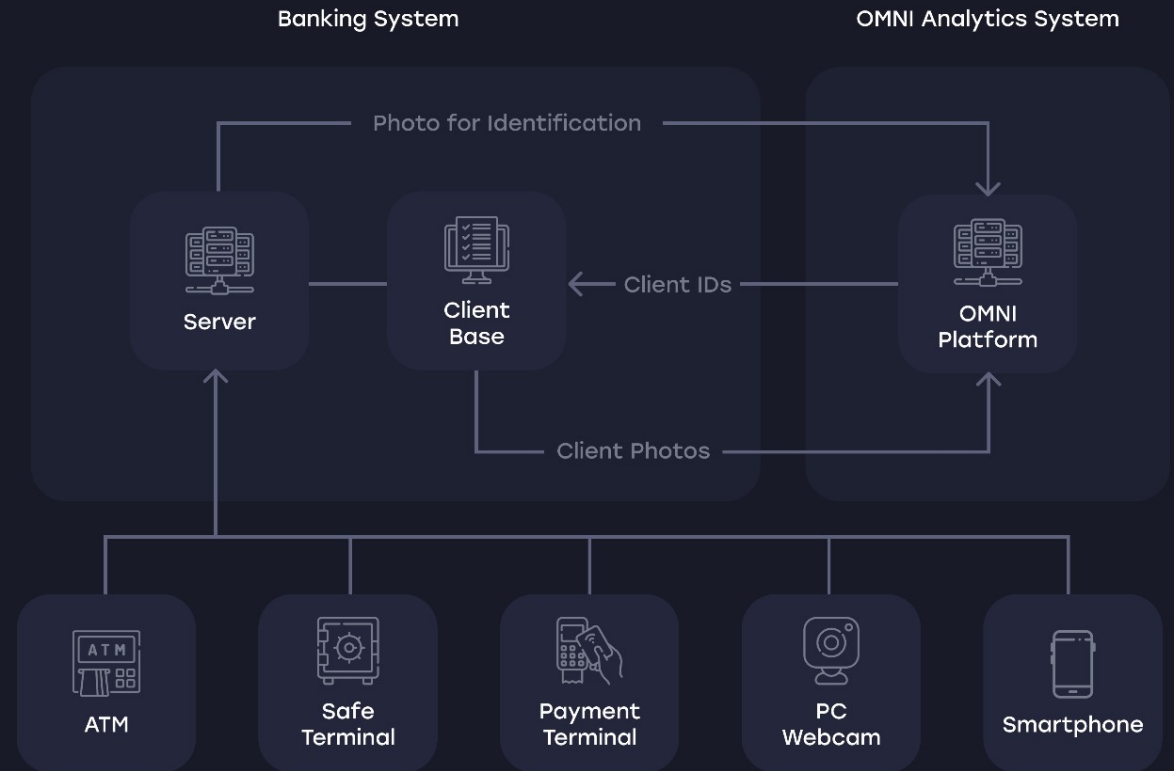 Banking System
OMNI Analytics System
Photo for Identification
Server
Client
Base
Client IDs
OMNI
Platform
Client Photos
ATM
ATM
Safe
Terminal
Payment
Terminal
PC
Webcam
Smartphone